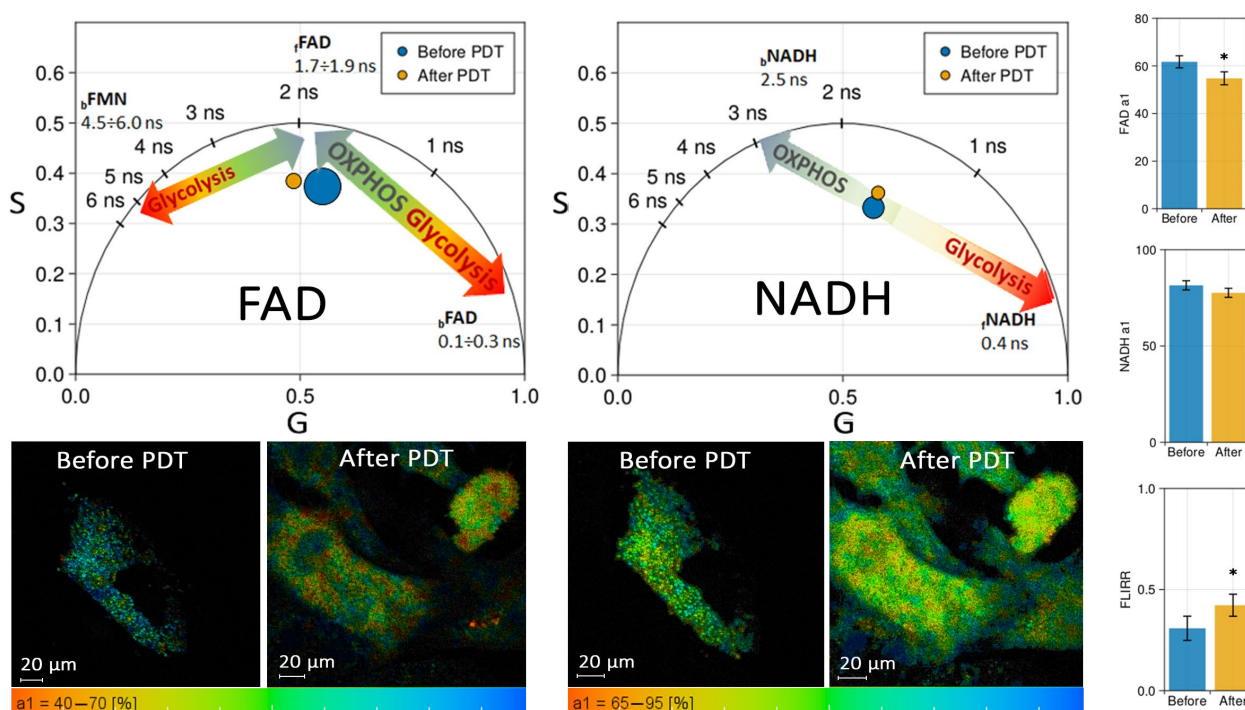 fFAD
1.7÷1.9 ns
Before PDT
After PDT
bFMN
4.5÷6.0 ns
2 ns
3 ns
4 ns
5 ns
6 ns
1 ns
0.6
0.5
0.4
0.3
0.2
0.1
0.0
S
Glycolysis
OXPHOS Glycolysis
FAD
bFAD
0.1÷0.3 ns
0.0
0.5
1.0
G
bNADH
2.5 ns
Before PDT
After PDT
2 ns
3 ns
4 ns
5 ns
6 ns
1 ns
0.6
0.5
0.4
0.3
0.2
0.1
0.0
S
OXPHOS
Glycolysis
NADH
fNADH
0.4 ns
0.0
0.5
1.0
G
80
60
40
20
0
FAD a1
*
Before
After
100
50
0
NADH a1
Before
After
1.0
0.5
0.0
FLIRR
*
Before
After
Before PDT
20 µm
After PDT
20 µm
a1 = 40–70 [%]
Before PDT
20 µm
After PDT
20 µm
a1 = 65–95 [%]